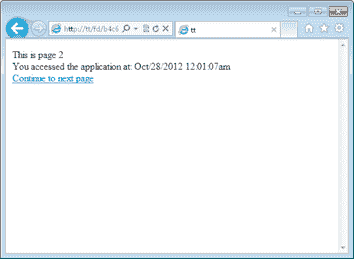 http://tt/fd/b4c6
tt
This is page 2
You accessed the application at: Oct/28/2012 12:01:07am
Continue to next page